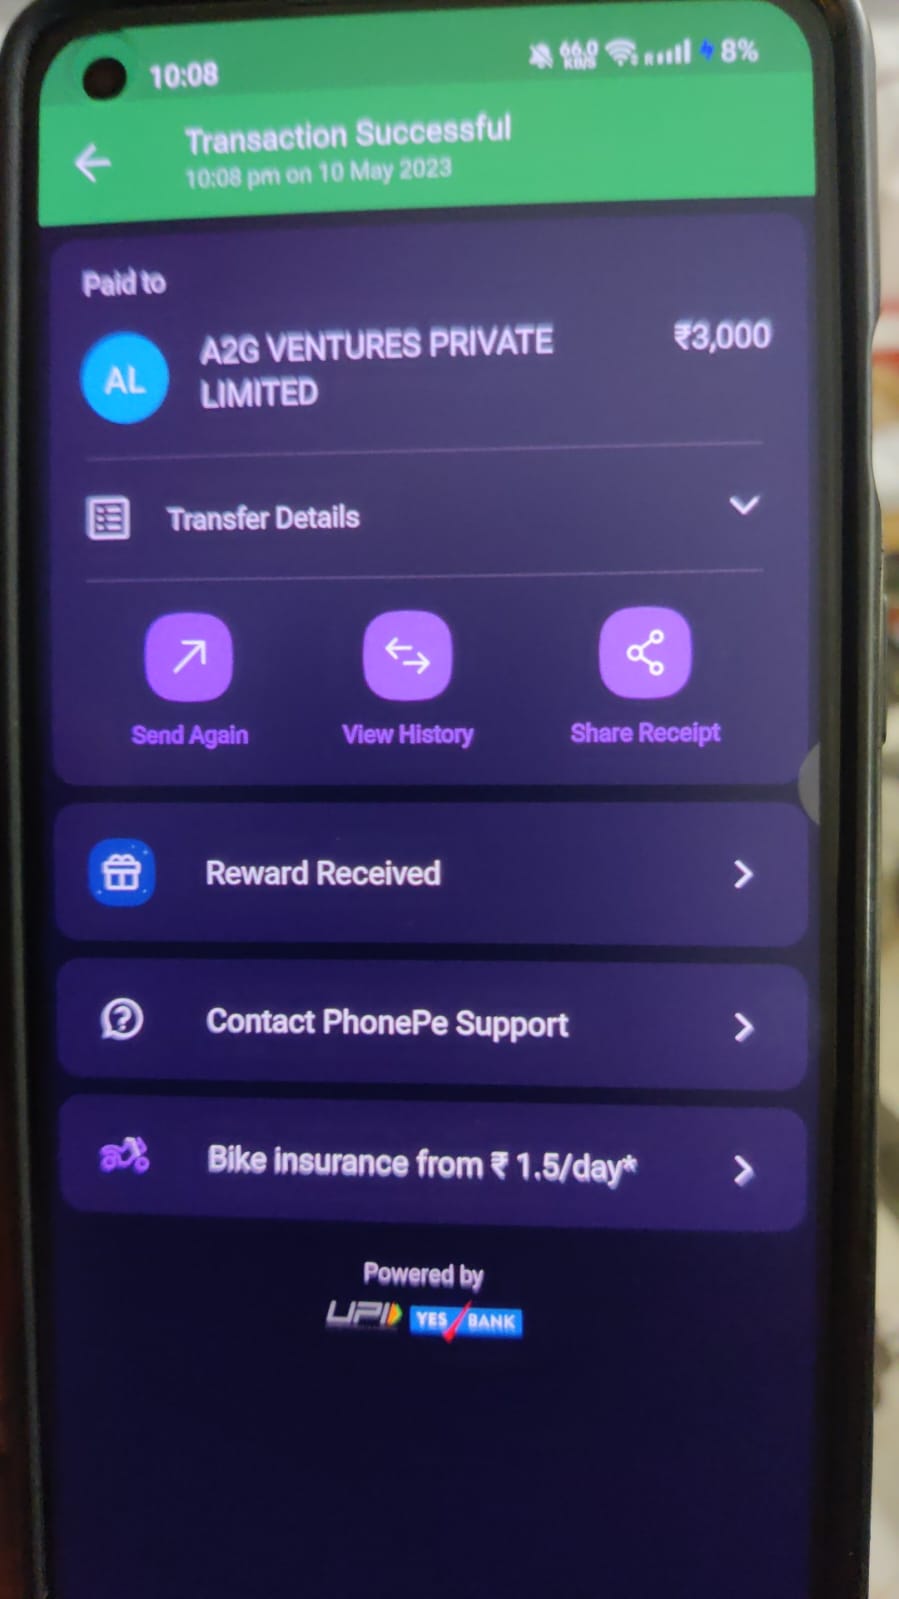 10:08
66.0
KB/S
R
8%
Transaction Successful
10:08 pm on 10 May 2023
Paid to
AL
A2G VENTURES PRIVATE
LIMITED
₹3,000
Transfer Details
Send Again
View History
Share Receipt
Reward Received
Contact PhonePe Support
Bike insurance from ₹ 1.5/day*
Powered by
UPI
YES BANK